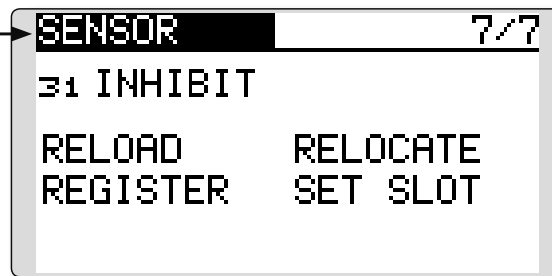 SENSOR 7/7
31 INHIBIT
RELOAD RELOCATE
REGISTER SET SLOT